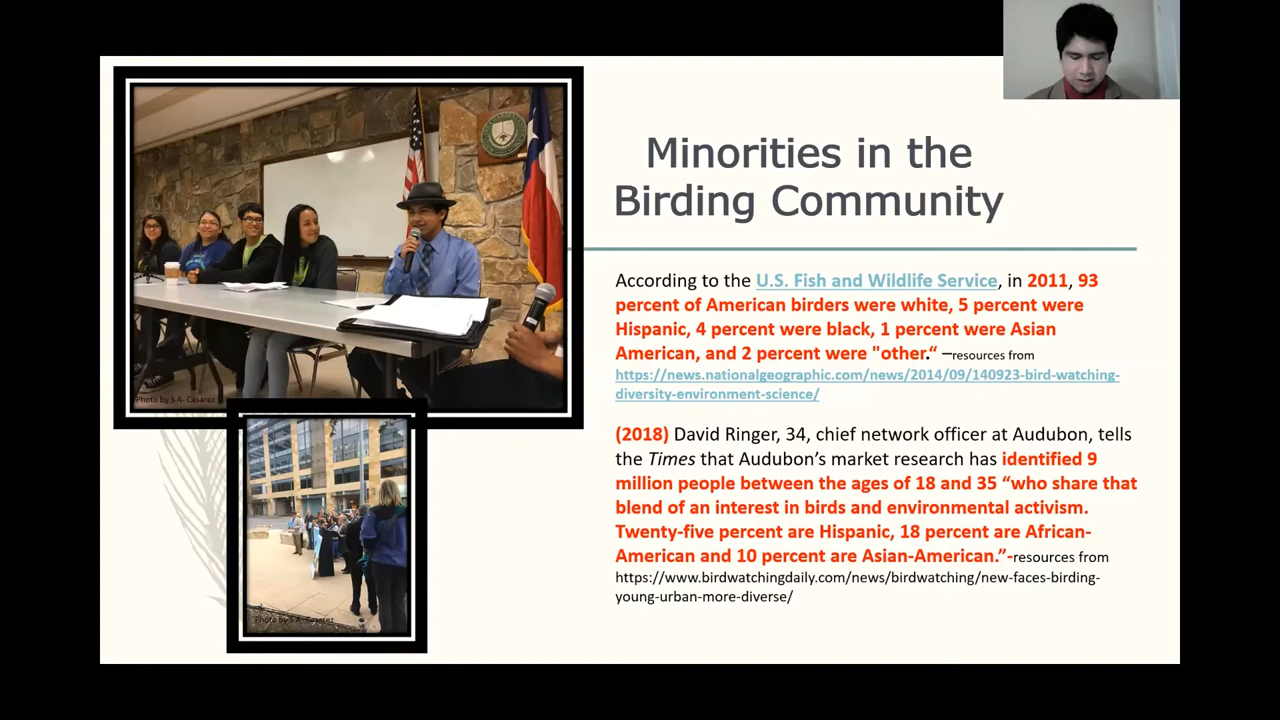 Minorities in the
Birding Community
According to the U.S. Fish and Wildlife Service, in 2011, 93
percent of American birders were white, 5 percent were
Hispanic, 4 percent were black, 1 percent were Asian
American, and 2 percent were "other.“ –resources from
https://news.nationalgeographic.com/news/2014/09/140923-bird-watching-
diversity-environment-science/
(2018) David Ringer, 34, chief network officer at Audubon, tells
the Times that Audubon’s market research has identified 9
million people between the ages of 18 and 35 “who share that
blend of an interest in birds and environmental activism.
Twenty-five percent are Hispanic, 18 percent are African-
American and 10 percent are Asian-American.”-resources from
https://www.birdwatchingdaily.com/news/birdwatching/new-faces-birding-
young-urban-more-diverse/
Photo by S A- Casarez
Photo by S A- Casarez